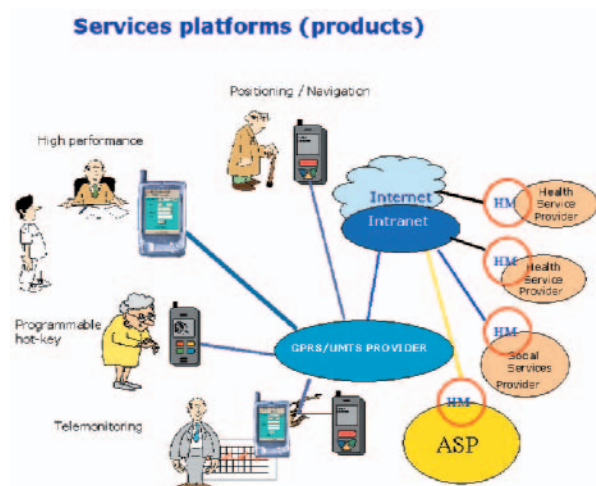 Services platforms (products)
Positioning / Navigation
High performance
Internet
Intranet
HM
Health
Service
Provider
HM
Health
Service
Provider
Programmable
hot-key
GPRS/UMTS PROVIDER
HM
Social
Services
Provider
Telemonitoring
HM
ASP